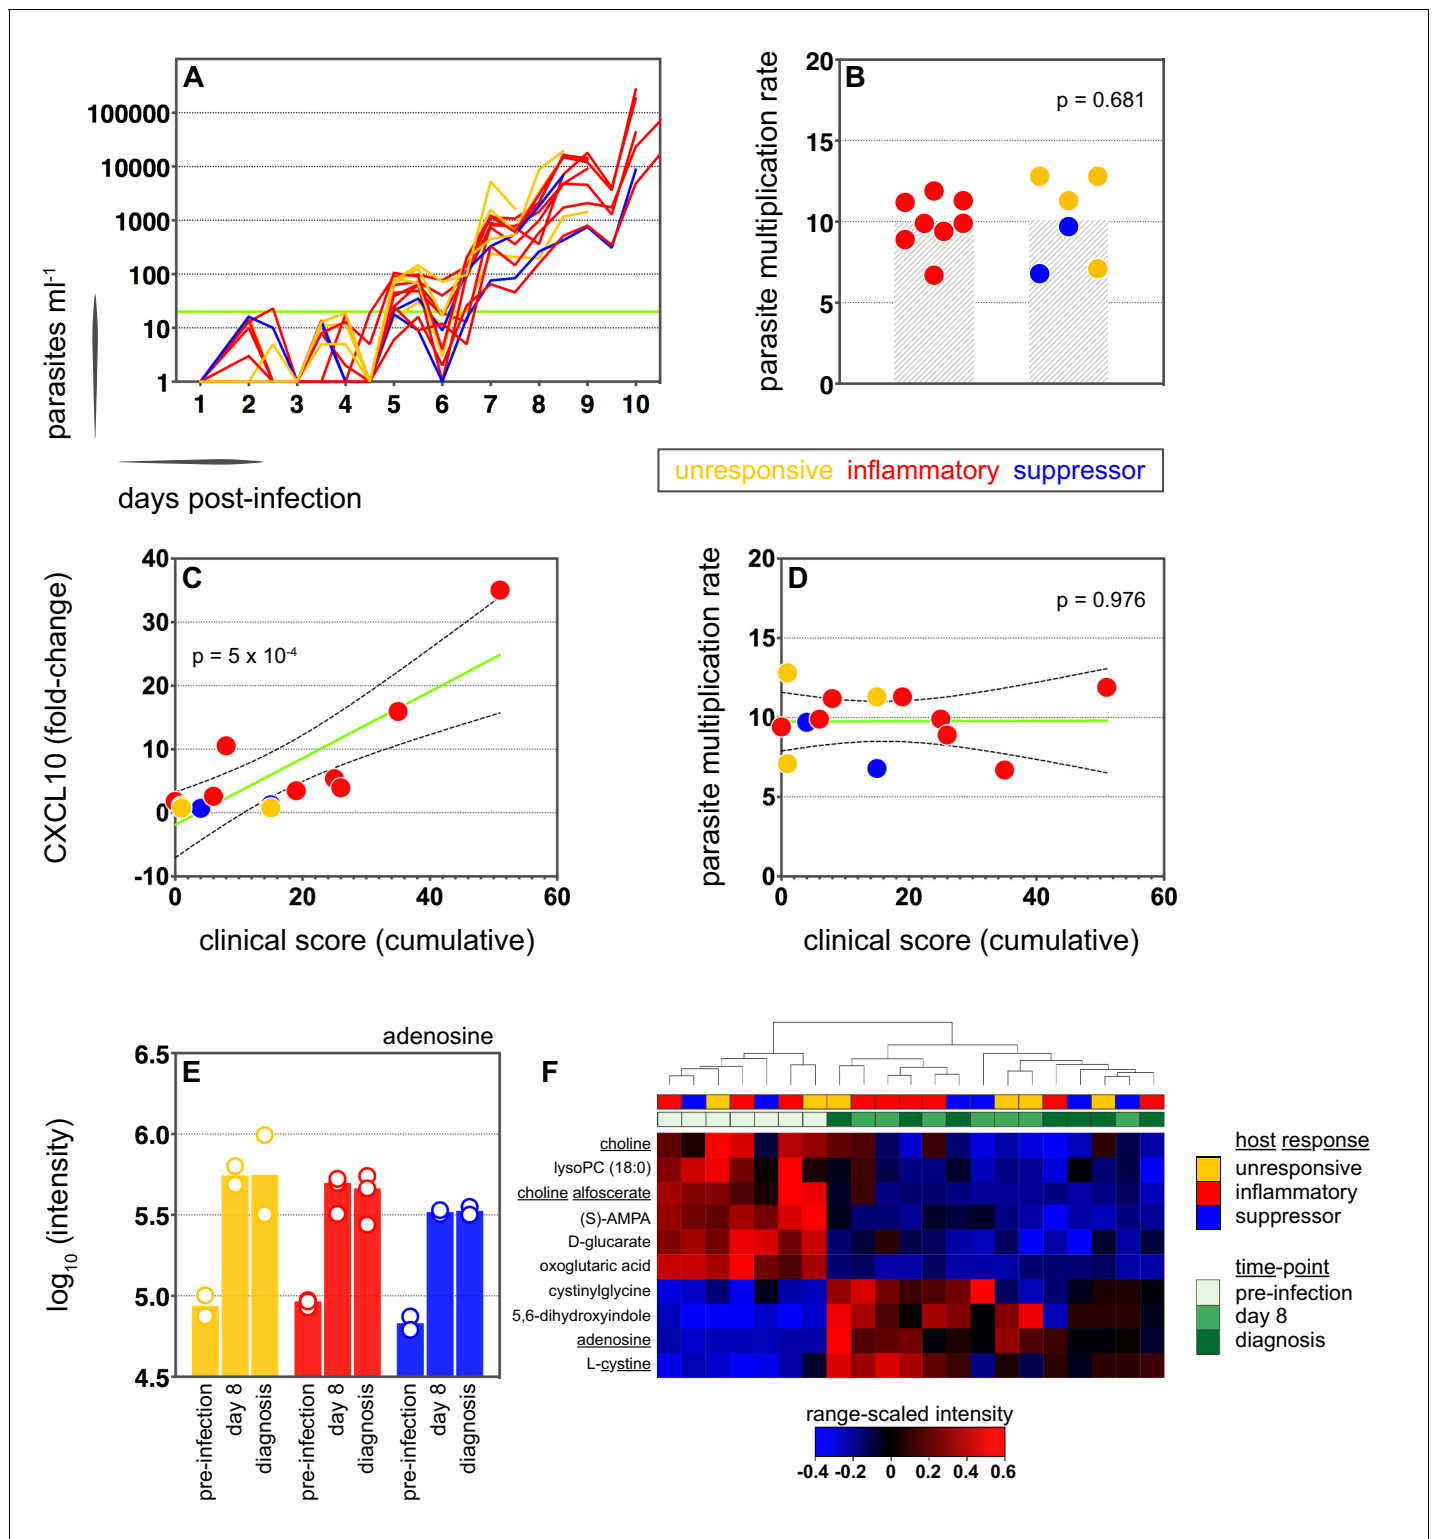 A
100000
10000
1000
100
10
1
1 2 3 4 5 6 7 8 9 10
parasites ml-1
days post-infection
B
p = 0.681
20
15
10
5
0
parasite multiplication rate
unresponsive inflammatory suppressor
C
p = 5 x 10-4
40
30
20
10
0
-10
0 20 40 60
CXCL10 (fold-change)
clinical score (cumulative)
D
p = 0.976
20
15
10
5
0
0 20 40 60
parasite multiplication rate
clinical score (cumulative)
adenosine
E
6.5
6.0
5.5
5.0
4.5
log10 (intensity)
pre-infection
day 8
diagnosis
pre-infection
day 8
diagnosis
pre-infection
day 8
diagnosis
F
choline
lysoPC (18:0)
choline alfoscerate
(S)-AMPA
D-glucarate
oxoglutaric acid
cystinylglycine
5,6-dihydroxyindole
adenosine
L-cystine
host response
unresponsive
inflammatory
suppressor
time-point
pre-infection
day 8
diagnosis
range-scaled intensity
-0.4 -0.2 0 0.2 0.4 0.6